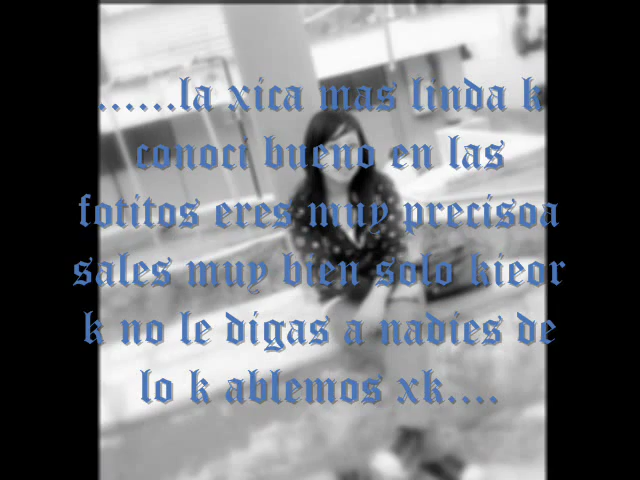 ......la xica mas linda k
conoci bueno en las
fotitos eres muy precisoa
sales muy bien solo kieor
k no le digas a nadies de
lo k ablemos xk....